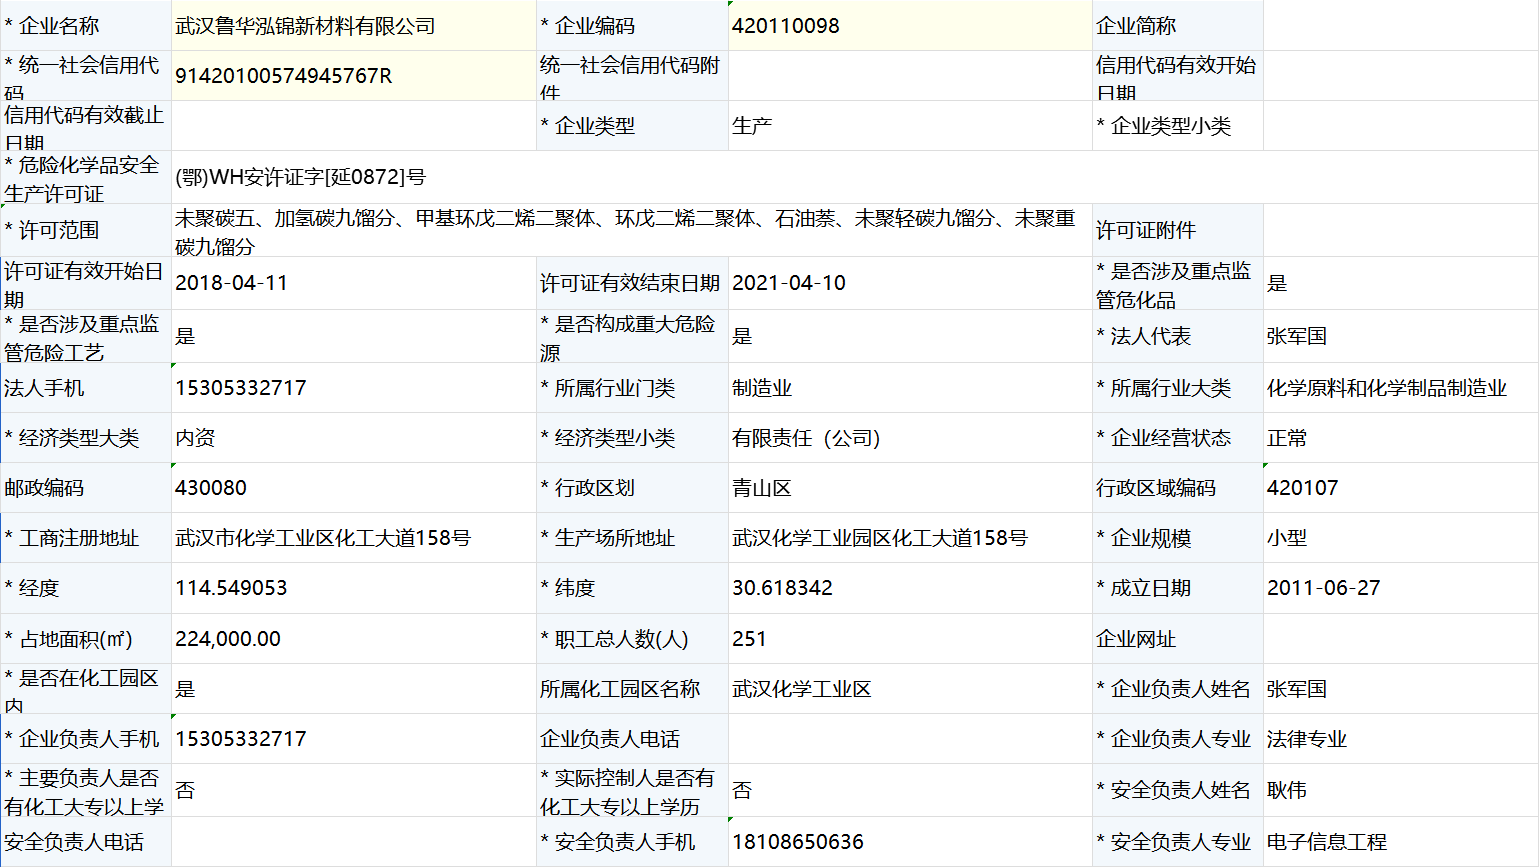 * 企业名称 武汉鲁华泓锦新材料有限公司 * 企业编码 420110098 企业简称
* 统一社会信用代码 91420100574945767R 统一社会信用代码附件 信用代码有效开始日期
信用代码有效截止日期 * 企业类型 生产 * 企业类型小类
* 危险化学品安全生产许可证 (鄂)WH安许证字[延0872]号
* 许可范围 未聚碳五、加氢碳九馏分、甲基环戊二烯二聚体、环戊二烯二聚体、石油萘、未聚轻碳九馏分、未聚重碳九馏分 许可证附件
许可证有效开始日期 2018-04-11 许可证有效结束日期 2021-04-10 * 是否涉及重点监管危化品 是
* 是否涉及重点监管危险工艺 是 * 是否构成重大危险源 是 * 法人代表 张军国
法人手机 15305332717 * 所属行业门类 制造业 * 所属行业大类 化学原料和化学制品制造业
* 经济类型大类 内资 * 经济类型小类 有限责任（公司） * 企业经营状态 正常
邮政编码 430080 * 行政区划 青山区 行政区域编码 420107
* 工商注册地址 武汉市化学工业区化工大道158号 * 生产场所地址 武汉化学工业园区化工大道158号 * 企业规模 小型
* 经度 114.549053 * 纬度 30.618342 * 成立日期 2011-06-27
* 占地面积(㎡) 224,000.00 * 职工总人数(人) 251 企业网址
* 是否在化工园区内 是 所属化工园区名称 武汉化学工业区 * 企业负责人姓名 张军国
* 企业负责人手机 15305332717 企业负责人电话 * 企业负责人专业 法律专业
* 主要负责人是否有化工大专以上学 否 * 实际控制人是否有化工大专以上学历 否 * 安全负责人姓名 耿伟
安全负责人电话 * 安全负责人手机 18108650636 * 安全负责人专业 电子信息工程